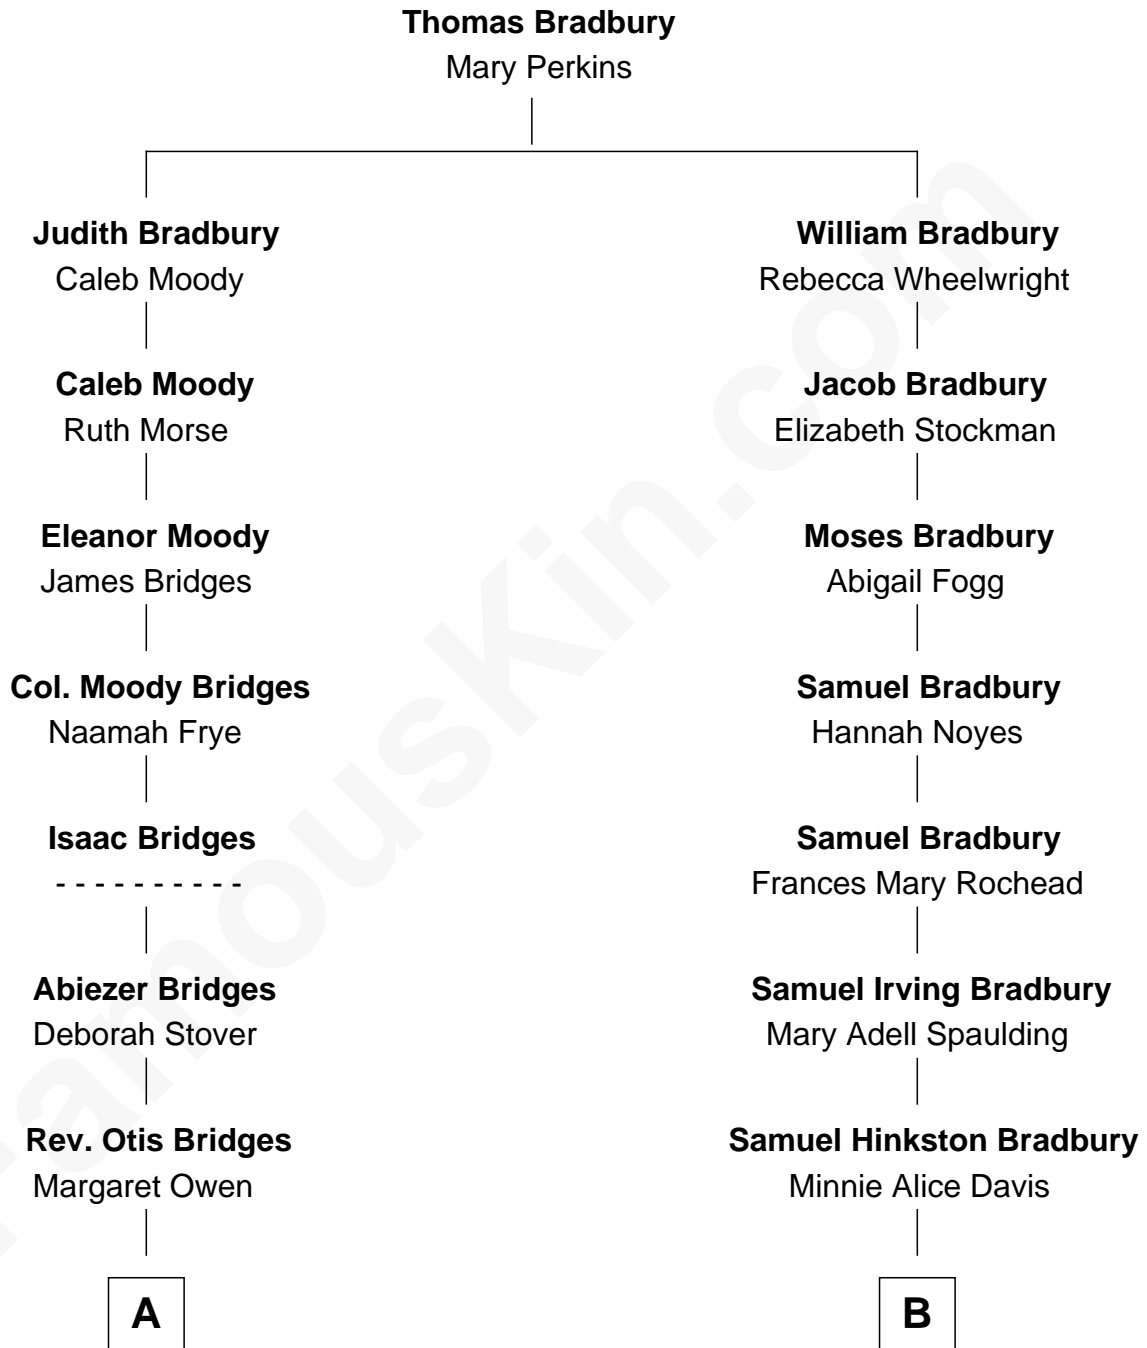 Thomas Bradbury
Mary Perkins
Judith Bradbury
Caleb Moody
William Bradbury
Rebecca Wheelwright
Caleb Moody
Ruth Morse
Jacob Bradbury
Elizabeth Stockman
Eleanor Moody
James Bridges
Moses Bradbury
Abigail Fogg
Col. Moody Bridges
Naamah Frye
Samuel Bradbury
Hannah Noyes
Isaac Bridges
- - - - - - - - - -
Samuel Bradbury
Frances Mary Rochead
Abiezer Bridges
Deborah Stover
Samuel Irving Bradbury
Mary Adell Spaulding
Rev. Otis Bridges
Margaret Owen
Samuel Hinkston Bradbury
Minnie Alice Davis
A
B
FamousKin.com